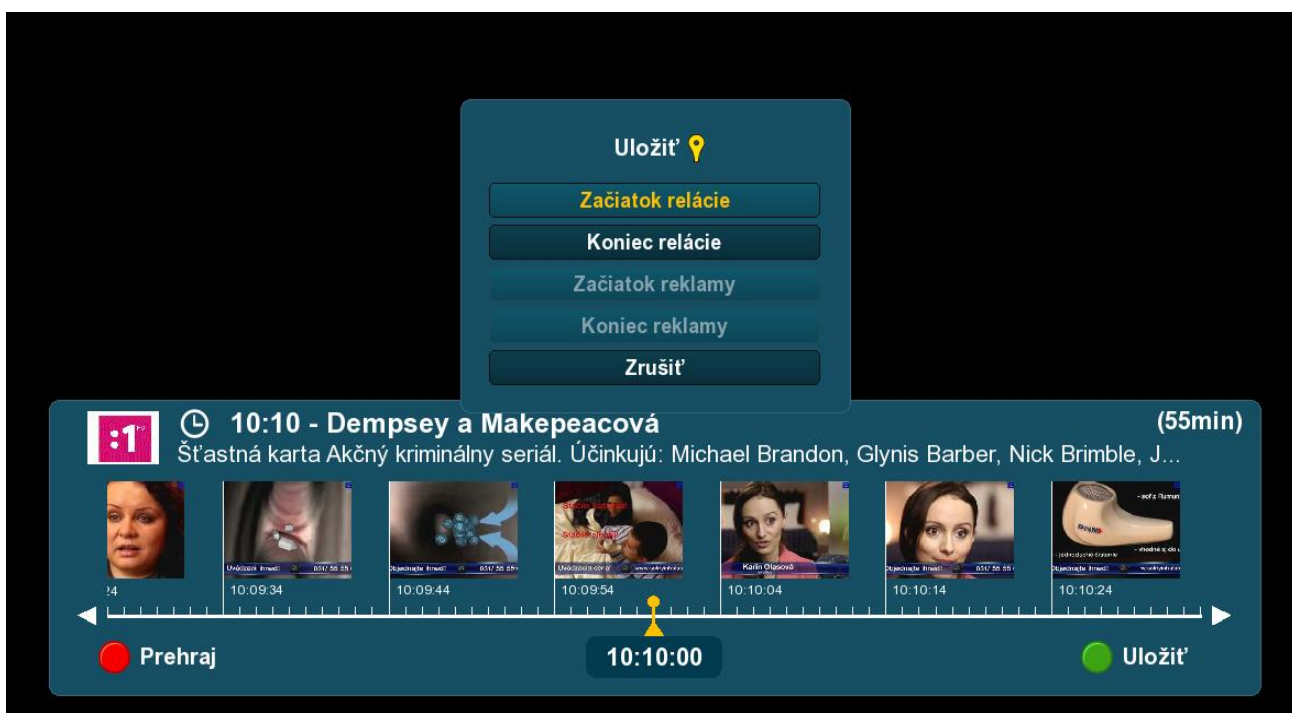 Uložiť
Začiatok relácie
Koniec relácie
Začiatok reklamy
Koniec reklamy
Zrušiť
:1
10:10 - Dempsey a Makepeacová
(55min)
Šťastná karta Akčný kriminálny seriál. Účinkujú: Michael Brandon, Glynis Barber, Nick Brimble, J...
Karin Olasová
24
10:09:34
10:09:44
10:09:54
10:10:04
10:10:14
10:10:24
Prehraj
10:10:00
Uložiť